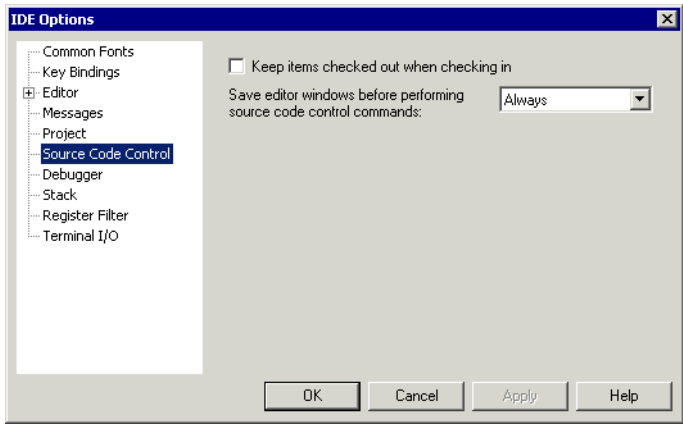 IDE Options
Common Fonts
Key Bindings
Editor
Messages
Project
Source Code Control
Debugger
Stack
Register Filter
Terminal I/O
Keep items checked out when checking in
Save editor windows before performing
source code control commands:
Always
OK
Cancel
Apply
Help